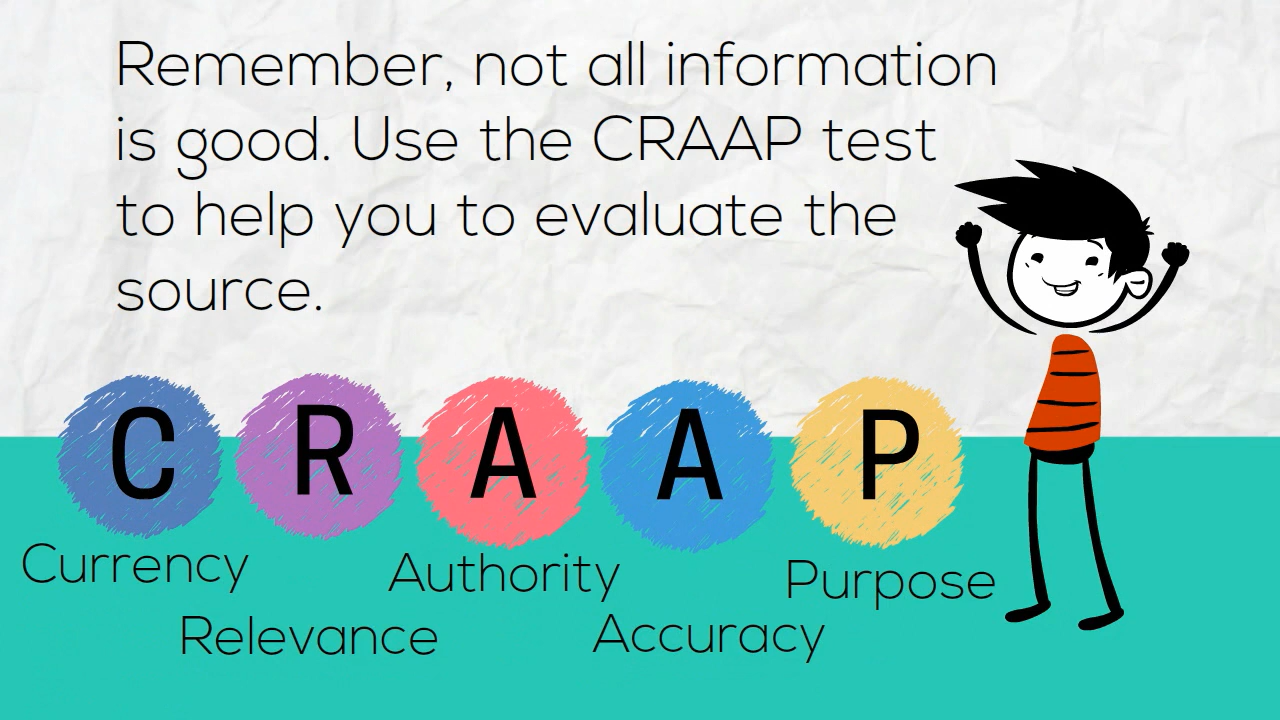 Remember, not all information
is good. Use the CRAAP test
to help you to evaluate the
source.
C R A A P
Currency
Relevance
Authority
Accuracy
Purpose